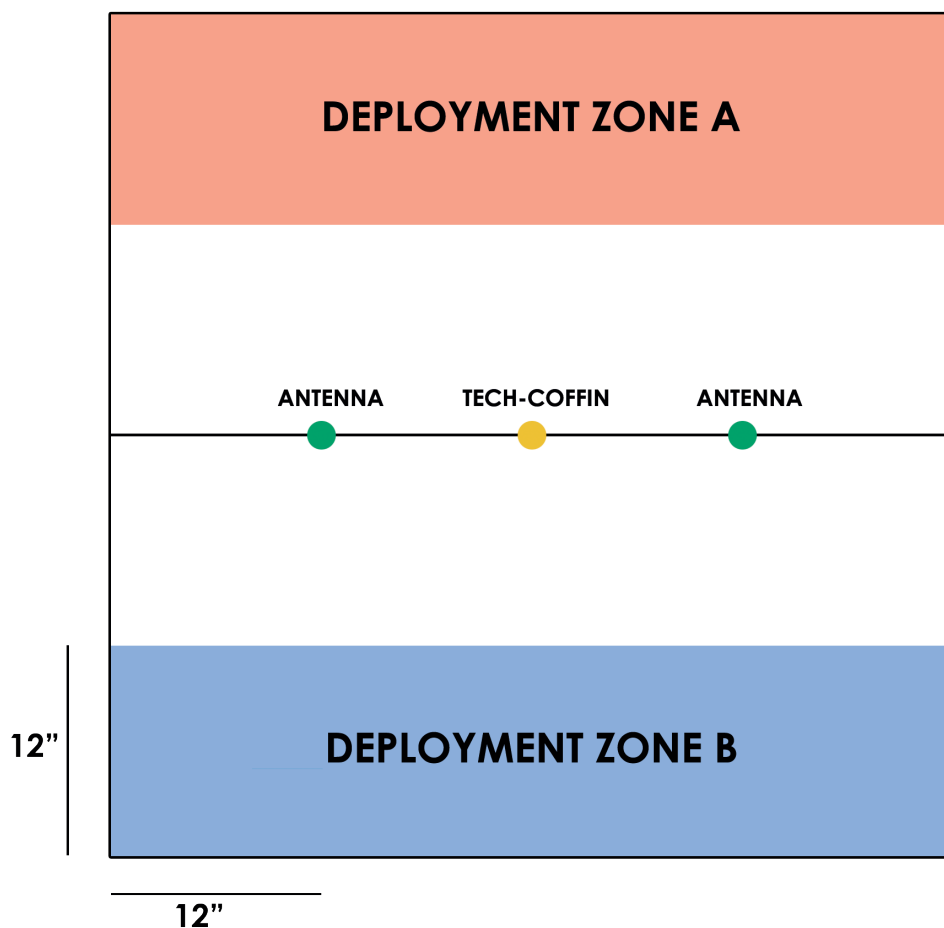 DEPLOYMENT ZONE A
ANTENNA TECH-COFFIN ANTENNA
DEPLOYMENT ZONE B
12”
12”